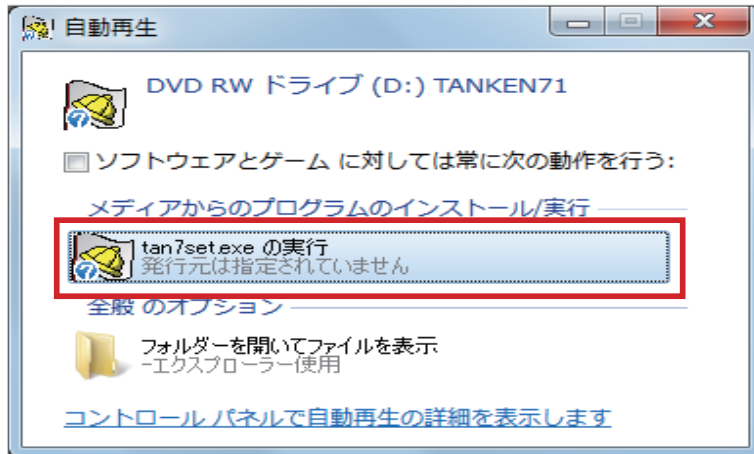 自動再生
DVD RW ドライブ (D:) TANKEN71
ソフトウェアとゲーム に対しては常に次の動作を行う:
メディアからのプログラムのインストール/実行
tan7set.exe の実行
発行元は指定されていません
全般 のオプション
フォルダーを開いてファイルを表示
-エクスプローラー使用
コントロール パネルで自動再生の詳細を表示します